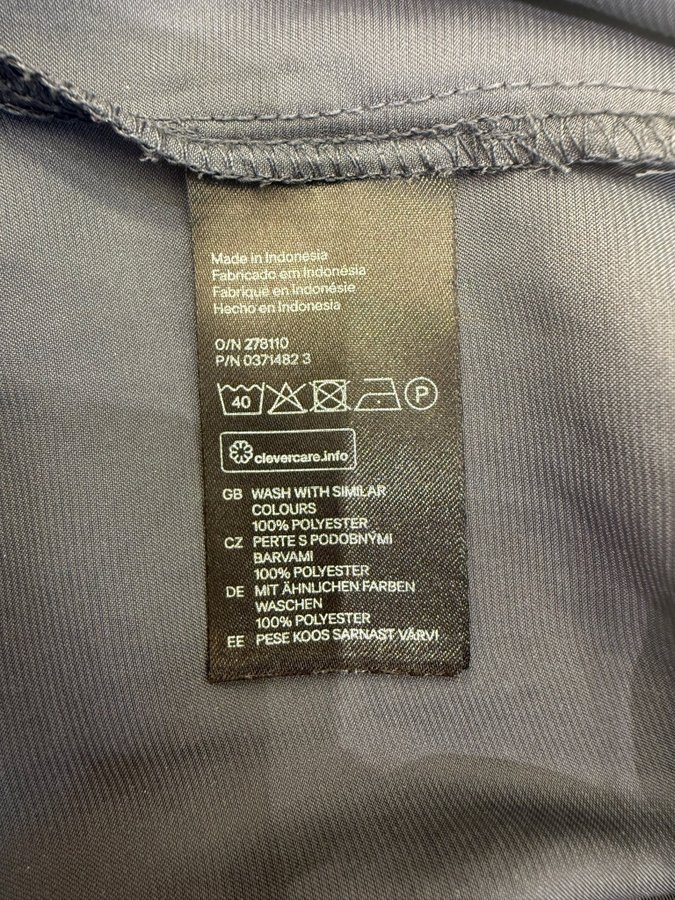 Made in Indonesia
Fabricado em Indonésia
Fabriqué en Indonésie
Hecho en Indonesia
O/N 278110
P/N 0371482 3
40 P
clevercare.info
GB WASH WITH SIMILAR
COLOURS
100% POLYESTER
CZ PERTE S PODOBNÝMI
BARVAMI
100% POLYESTER
DE MIT ÄHNLICHEN FARBEN
WASCHEN
100% POLYESTER
EE PESE KOOS SARNAST VÄRVI